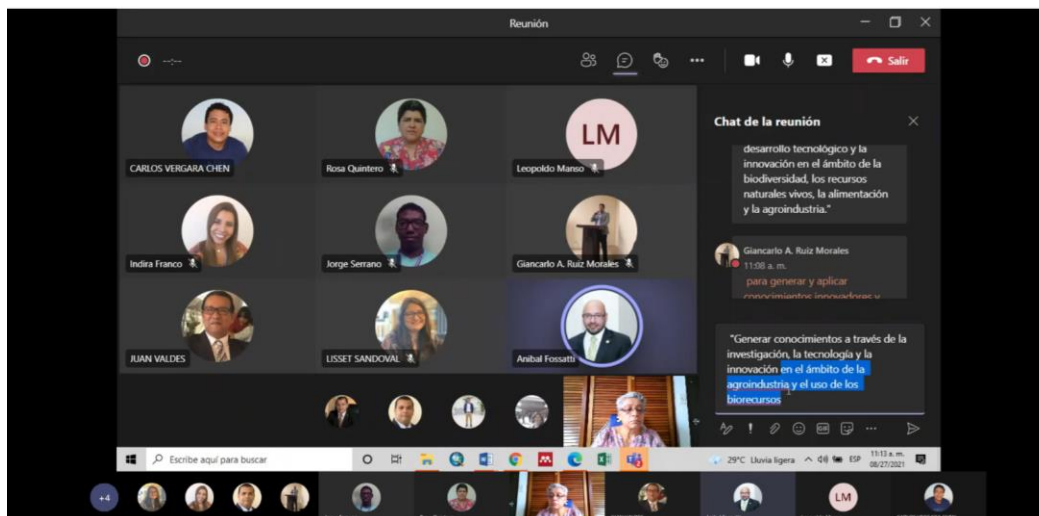 Reunión
--:--
Salir
CARLOS VERGARA CHEN
Rosa Quintero
LM
Leopoldo Manso
Indira Franco
Jorge Serrano
Giancarlo A. Ruiz Morales
JUAN VALDES
LISSET SANDOVAL
Anibal Fossatti
Chat de la reunión
desarrollo tecnológico y la
innovación en el ámbito de la
biodiversidad, los recursos
naturales vivos, la alimentación
y la agroindustria."
Giancarlo A. Ruiz Morales
11:08 a. m.
para generar y aplicar
conocimientos innovadores y
"Generar conocimientos a través de la
investigación, la tecnología y la
innovación en el ámbito de la
agroindustria y el uso de los
biorecursos
Escribe aquí para buscar
29°C Lluvia ligera
ESP
11:13 a. m.
08/27/2021
+4
LM